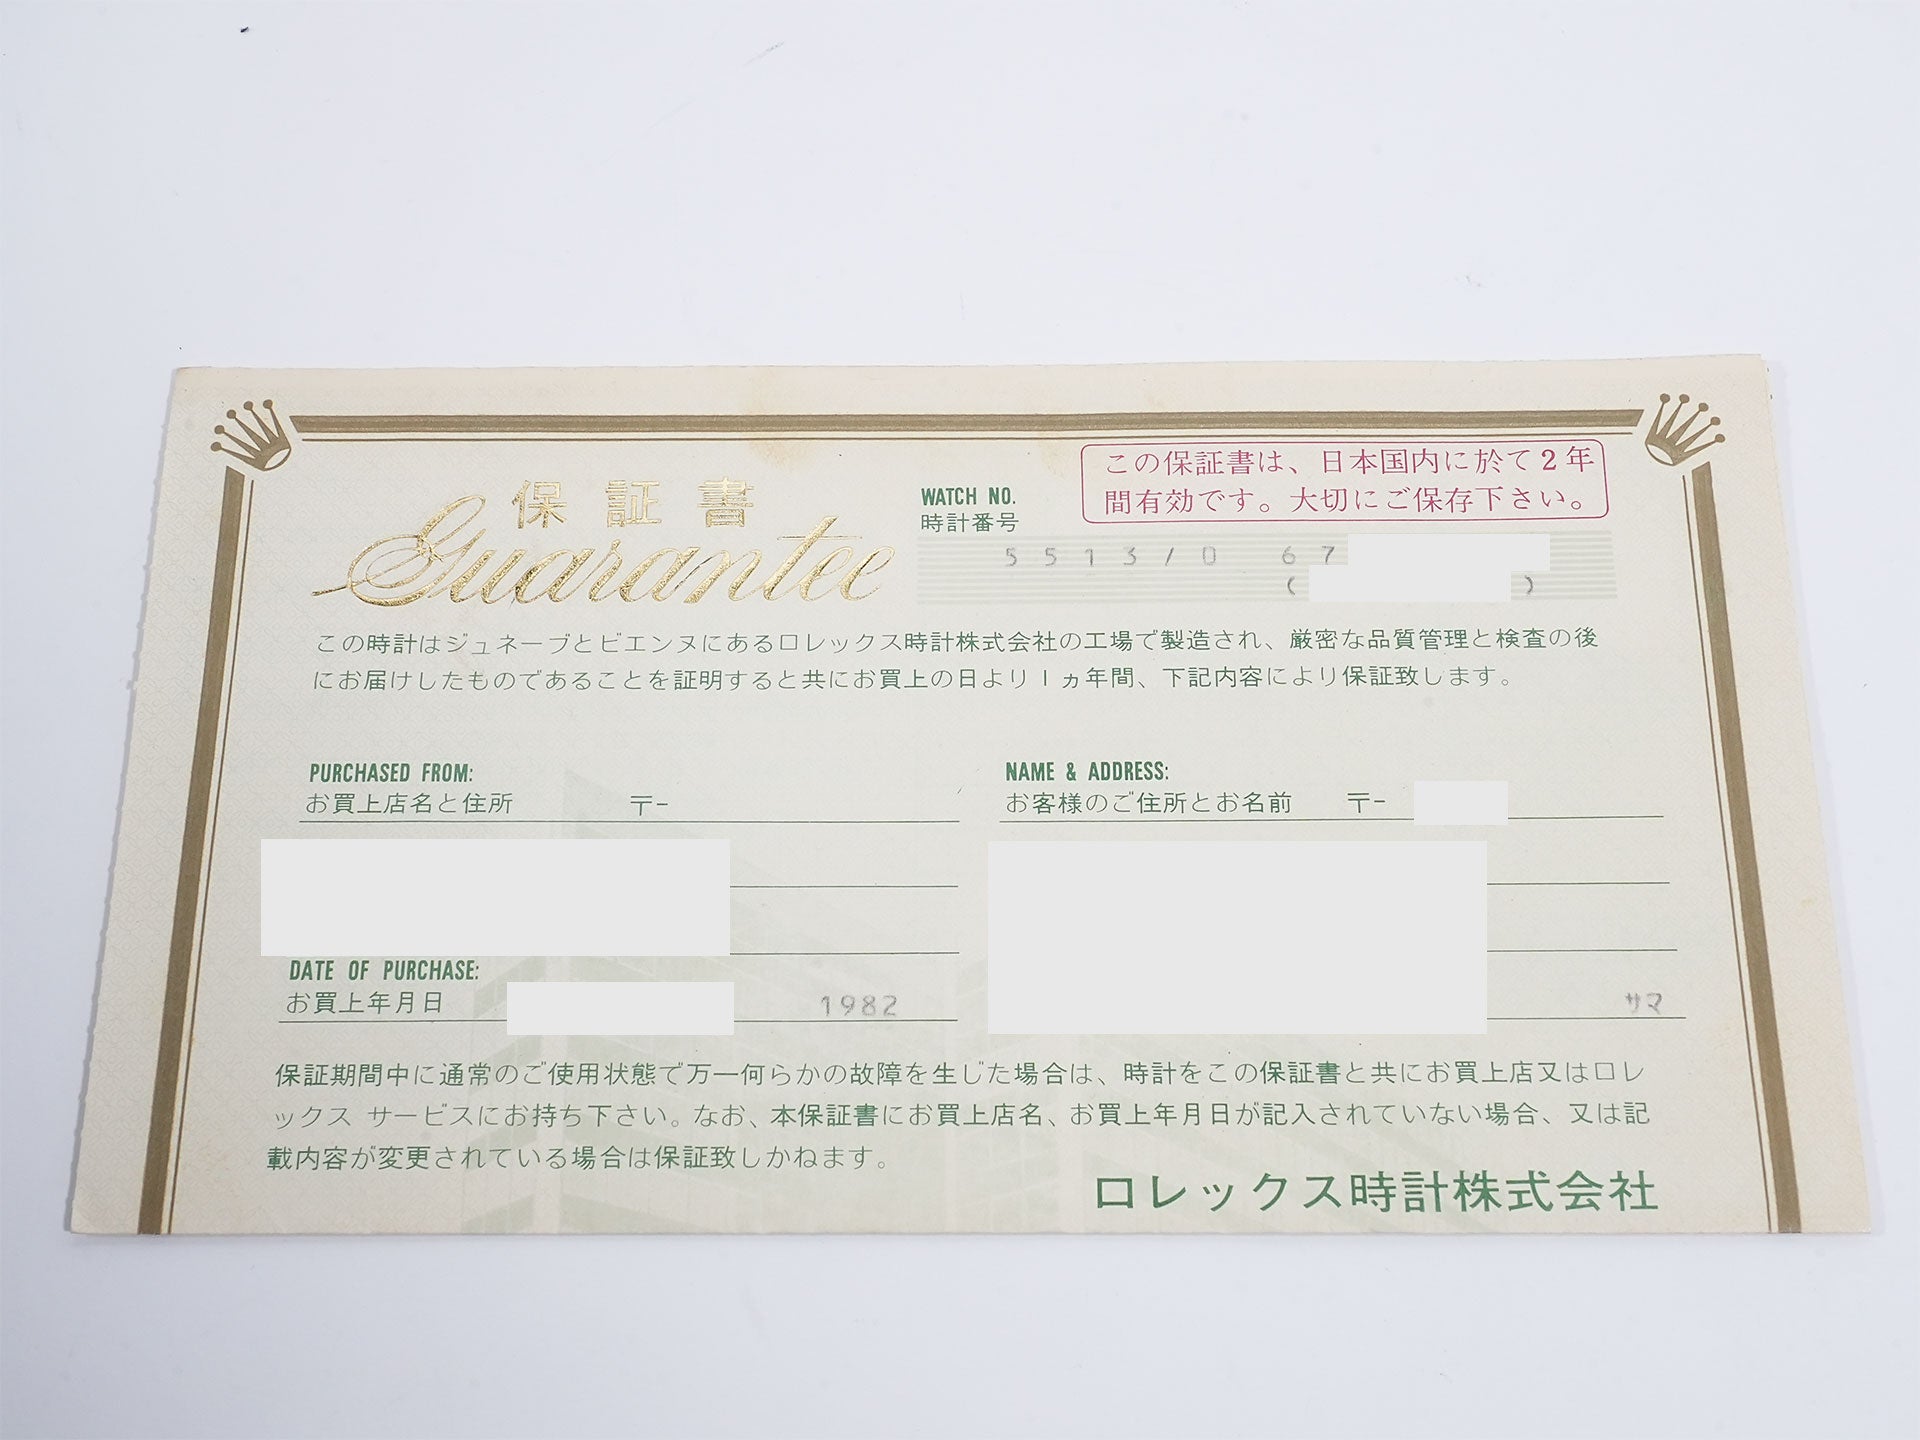 この保証書は、日本国内に於て2年
間有効です。大切にご保存下さい。
保証書
Guarantee
WATCH NO.
時計番号
5513/0 67
( )
この時計はジュネーブとビエンヌにあるロレックス時計株式会社の工場で製造され、厳密な品質管理と検査の後
にお届けしたものであることを証明すると共にお買上の日より1ヵ年間、下記内容により保証致します。
PURCHASED FROM:
お買上店名と住所 〒-
DATE OF PURCHASE:
お買上年月日 1982
NAME & ADDRESS:
お客様のご住所とお名前 〒-
サマ
保証期間中に通常のご使用状態で万一何らかの故障を生じた場合は、時計をこの保証書と共にお買上店又はロレ
ックス サービスにお持ち下さい。なお、本保証書にお買上店名、お買上年月日が記入されていない場合、又は記
載内容が変更されている場合は保証致しかねます。
ロレックス時計株式会社